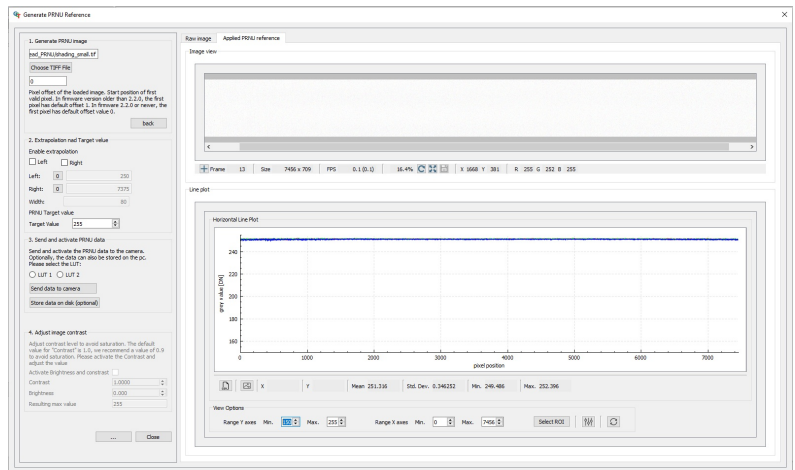 Generate PRNU Reference
1. Generate PRNU image
ead_PRNU/shading_small.tif
Choose TIFF File
0
Pixel offset of the loaded image. Start position of first
valid pixel. In firmware version older than 2.2.0, the first
pixel has default offset 1. In firmware 2.2.0 or newer, the
first pixel has default offset value 0.
back
2. Extrapolation nad Target value
Enable extrapolation
Left Right
Left: 0 250
Right: 0 7375
Width: 80
PRNU Target value
Target Value 255
3. Send and activate PRNU data
Send and activate the PRNU data to the camera.
Optionally, the data can also be stored on the pc.
Please select the LUT:
LUT 1 LUT 2
Send data to camera
Store data on disk (optional)
4. Adjust image contrast
Adjust contrast level to avoid saturation. The default
value for "Contrast" is 1.0, we recommend a value of 0.9
to avoid saturation. Please activate the Contrast and
adjust the value
Activate Brightness and constrast
Contrast 1.0000
Brightness 0.000
Resulting max value 255
... Close
Raw image Applied PRNU reference
Image view
Frame 13 Size 7456 x 709 FPS 0.1 (0.1) 16.4% X 1668 Y 381 R 255 G 252 B 255
Line plot
Horizontal Line Plot
gray value [DN]
240
220
200
180
160
0 1000 2000 3000 4000 5000 6000 7000
pixel position
X Y Mean 251.316 Std. Dev. 0.346252 Min. 249.486 Max. 252.396
View Options
Range Y axes Min. 150 Max. 255 Range X axes Min. 0 Max. 7456 Select ROI